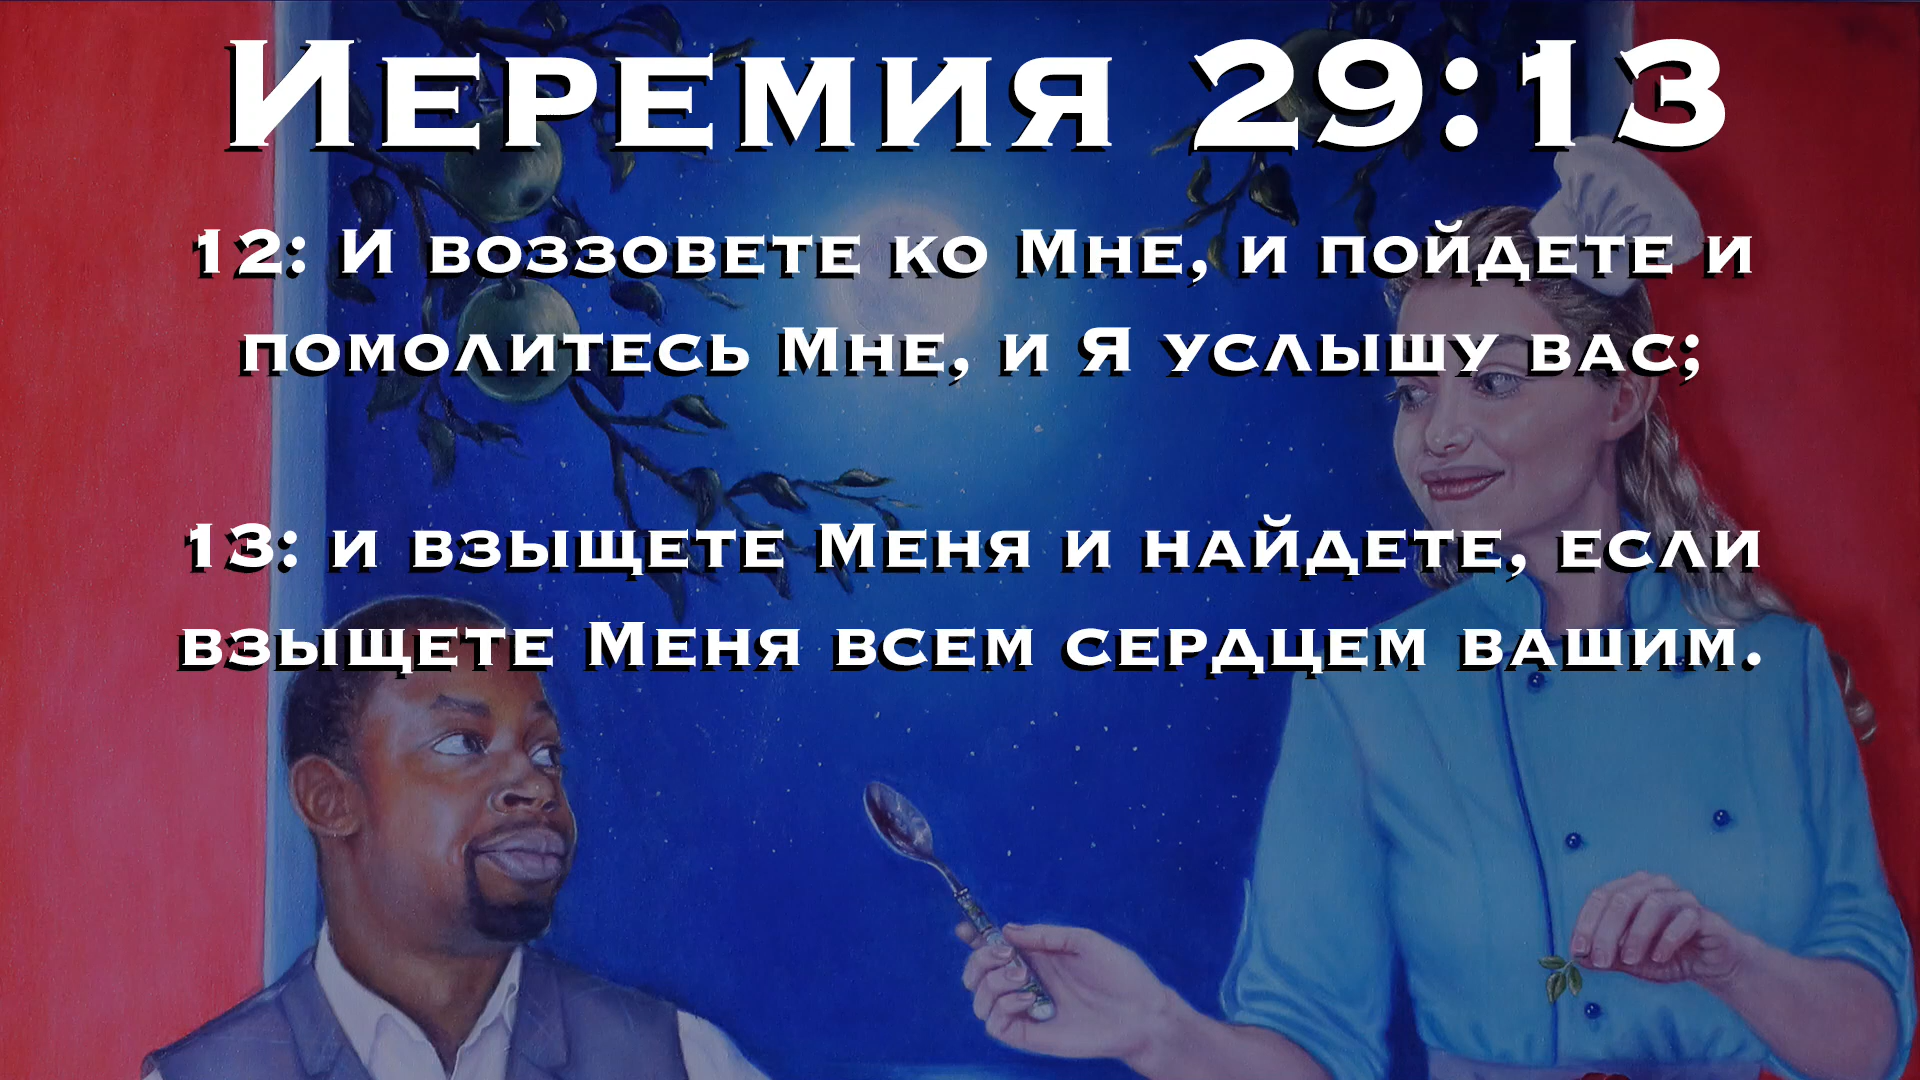 Иеремия 29:13
12: И воззовете ко Мне, и пойдете и
помолитесь Мне, и Я услышу вас;
13: и взыщете Меня и найдете, если
взыщете Меня всем сердцем вашим.